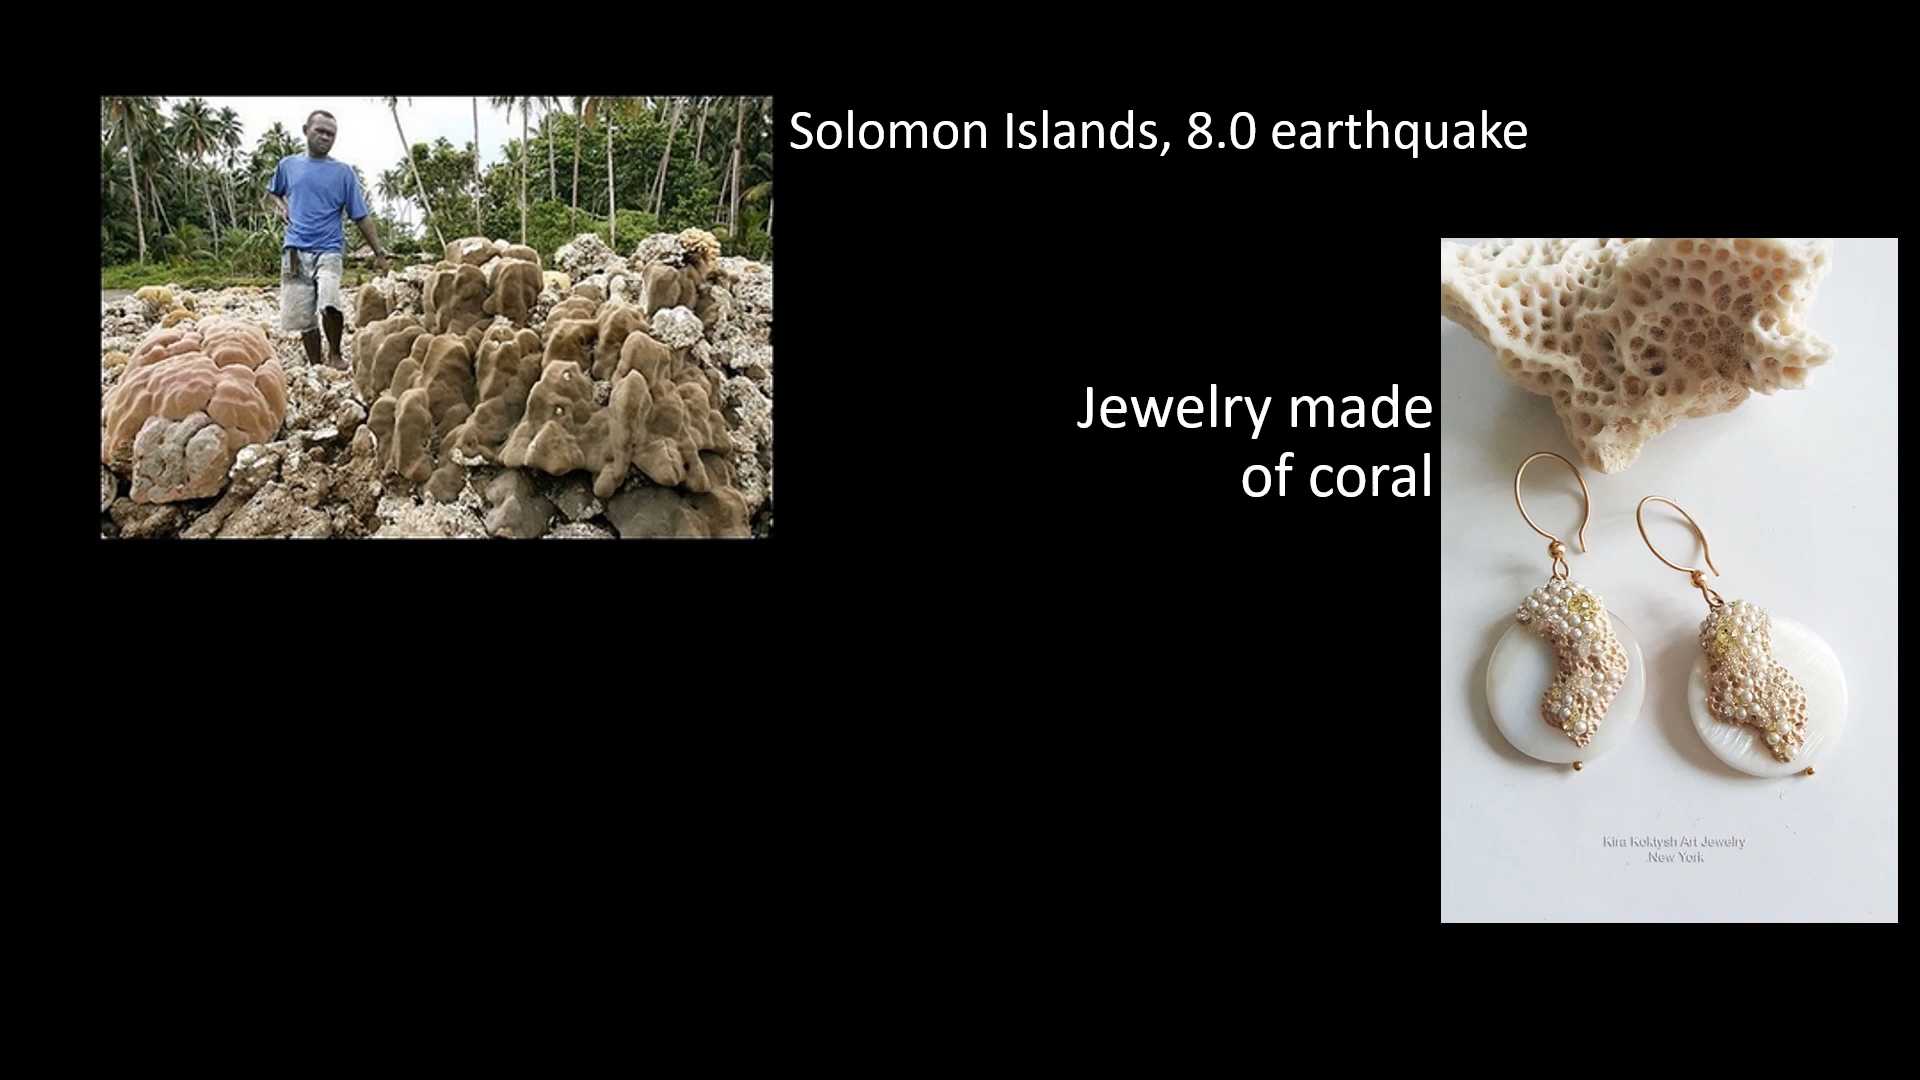 Solomon Islands, 8.0 earthquake
Jewelry made
of coral
Kira Koktysh Art Jewelry
New York